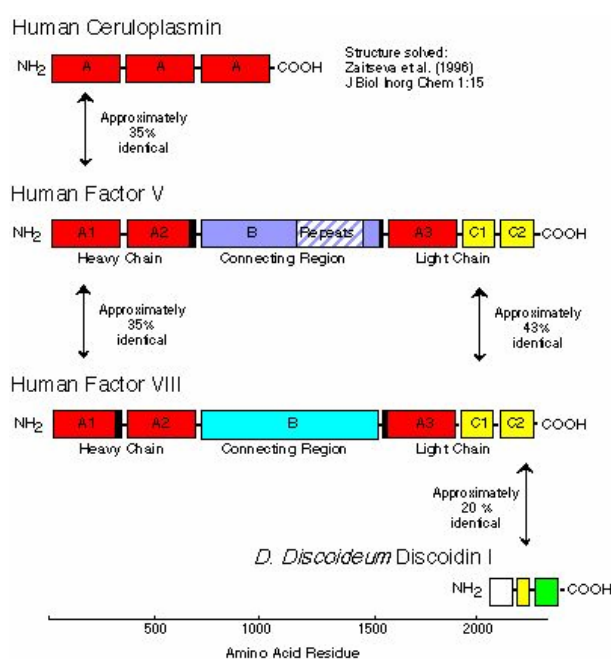 Human Ceruloplasmin
NH2 A A A COOH
Structure solved:
Zaitseva et al. (1996)
J Biol Inorg Chem 1:15
Approximately
35%
identical
Human Factor V
NH2 A1 A2 B Repeats A3 C1 C2 COOH
Heavy Chain Connecting Region Light Chain
Approximately
35%
identical
Approximately
43%
identical
Human Factor VIII
NH2 A1 A2 B A3 C1 C2 COOH
Heavy Chain Connecting Region Light Chain
Approximately
20 %
identical
D. Discoideum Discoidin I
NH2 COOH
500 1000 1500 2000
Amino Acid Residue